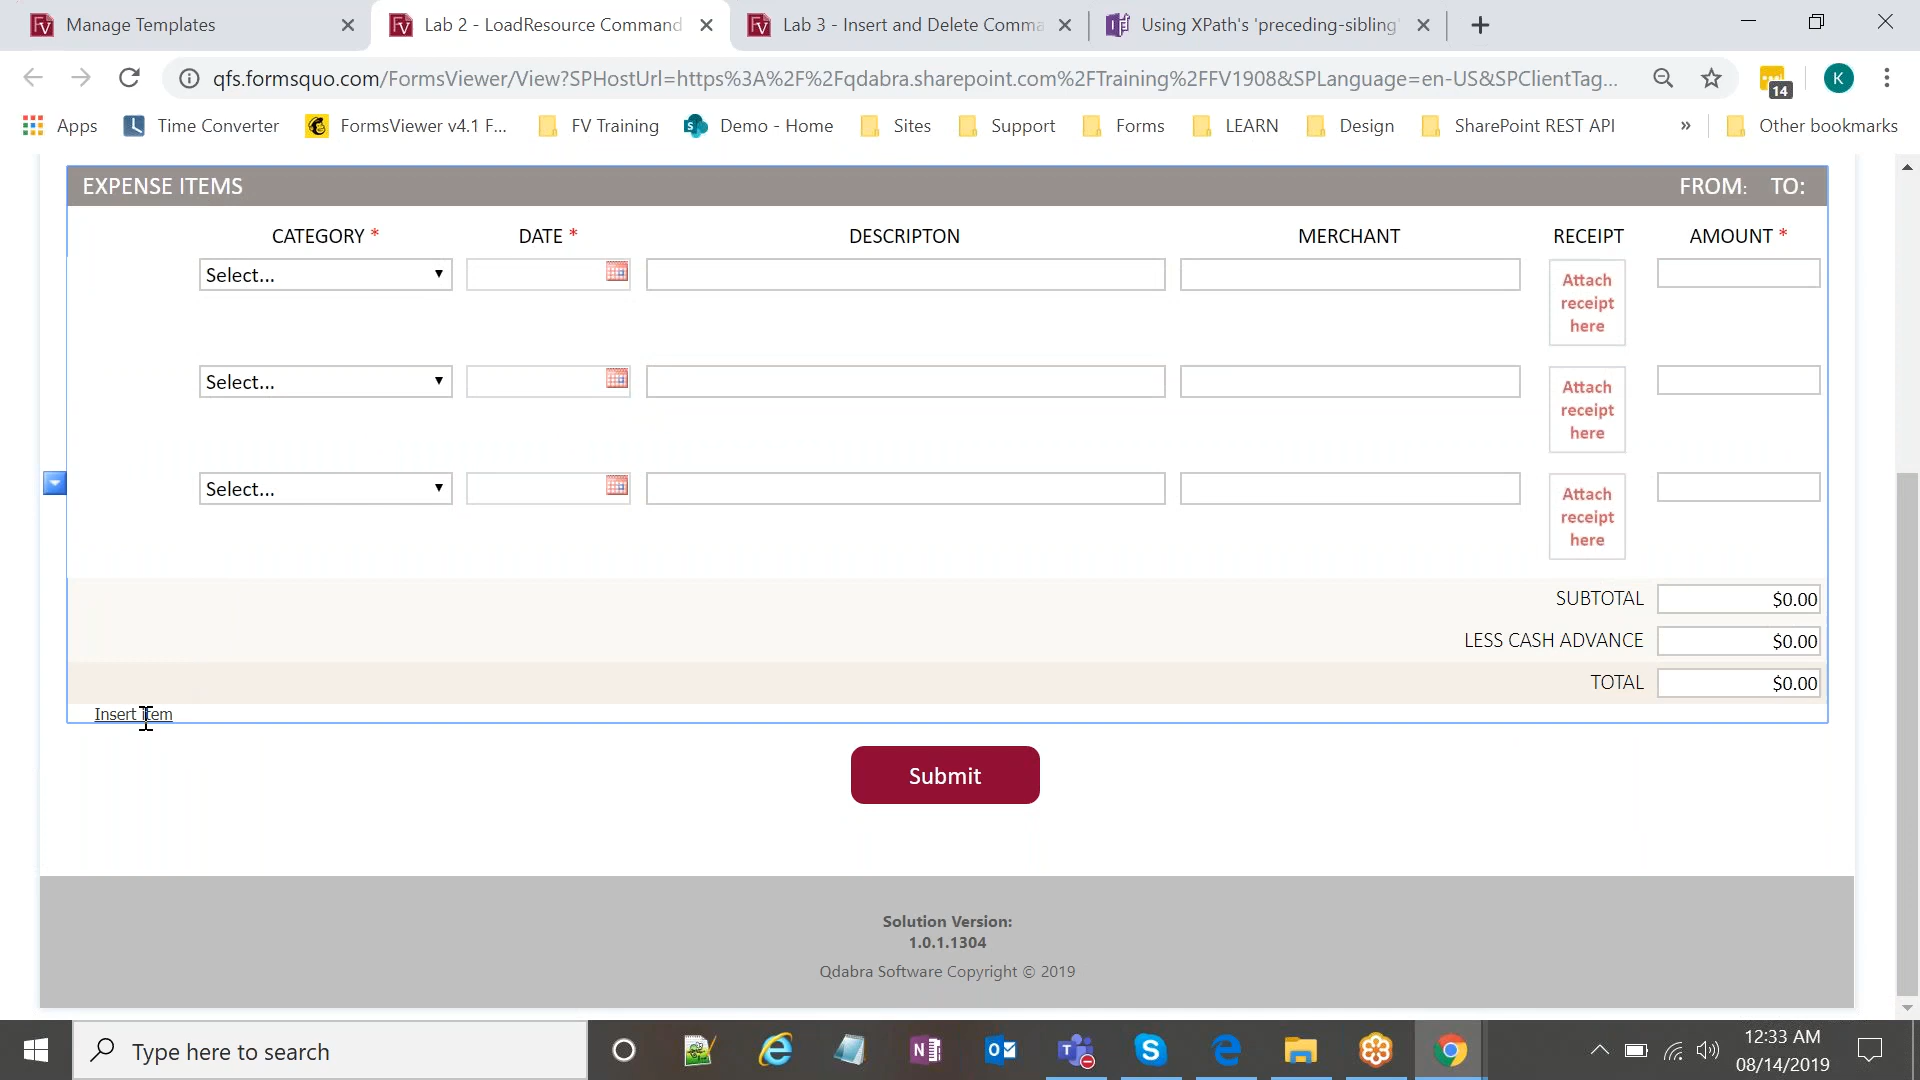 Manage Templates
Lab 2 - LoadResource Command
Lab 3 - Insert and Delete Comma
Using XPath's 'preceding-sibling'
qfs.formsquo.com/FormsViewer/View?SPHostUrl=https%3A%2F%2Fqdabra.sharepoint.com%2FTraining%2FFV1908&SPLanguage=en-US&SPClientTag...
14
K
Apps
Time Converter
FormsViewer v4.1 F...
FV Training
Demo - Home
Sites
Support
Forms
LEARN
Design
SharePoint REST API
»
Other bookmarks
EXPENSE ITEMS
FROM: TO:
CATEGORY * DATE * DESCRIPTON MERCHANT RECEIPT AMOUNT *
Select...
Attach
receipt
here
Select...
Attach
receipt
here
Select...
Attach
receipt
here
SUBTOTAL $0.00
LESS CASH ADVANCE $0.00
TOTAL $0.00
Insert item
Submit
Solution Version:
1.0.1.1304
Qdabra Software Copyright © 2019
Type here to search
12:33 AM
08/14/2019